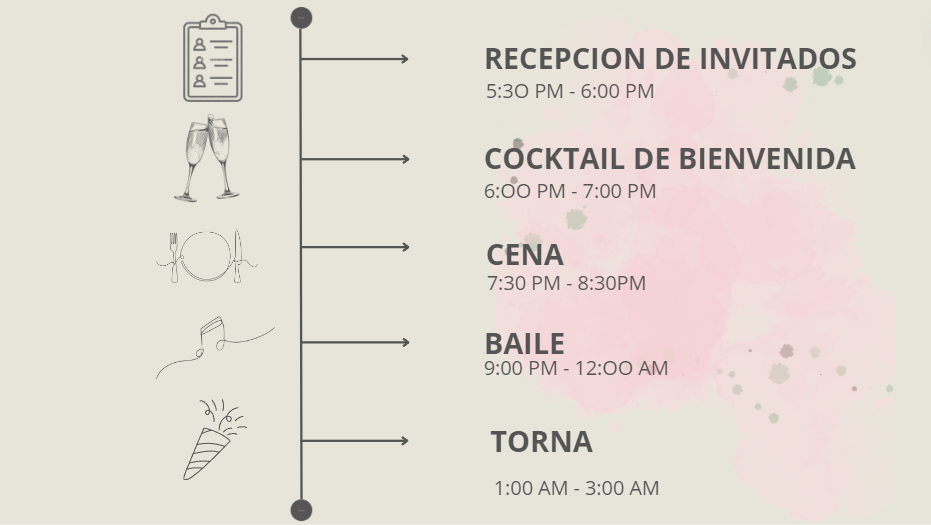 RECEPCION DE INVITADOS
5:3O PM - 6:00 PM
COCKTAIL DE BIENVENIDA
6:OO PM - 7:00 PM
CENA
7:30 PM - 8:30PM
BAILE
9:00 PM - 12:OO AM
TORNA
1:00 AM - 3:00 AM